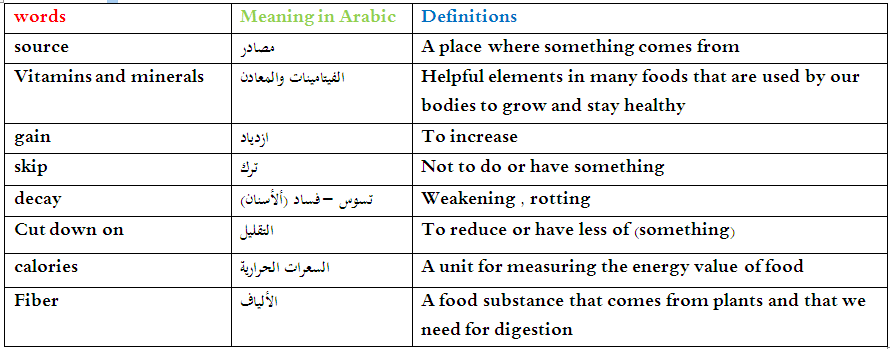 words Meaning in Arabic Definitions
source مصادر A place where something comes from
Vitamins and minerals الفيتامينات والمعادن Helpful elements in many foods that are used by our
bodies to grow and stay healthy
gain ازدياد To increase
skip ترك Not to do or have something
decay تسوس – فساد (ألأسنان) Weakening , rotting
Cut down on التقليل To reduce or have less of (something)
calories السعرات الحرارية A unit for measuring the energy value of food
Fiber الألياف A food substance that comes from plants and that we
need for digestion